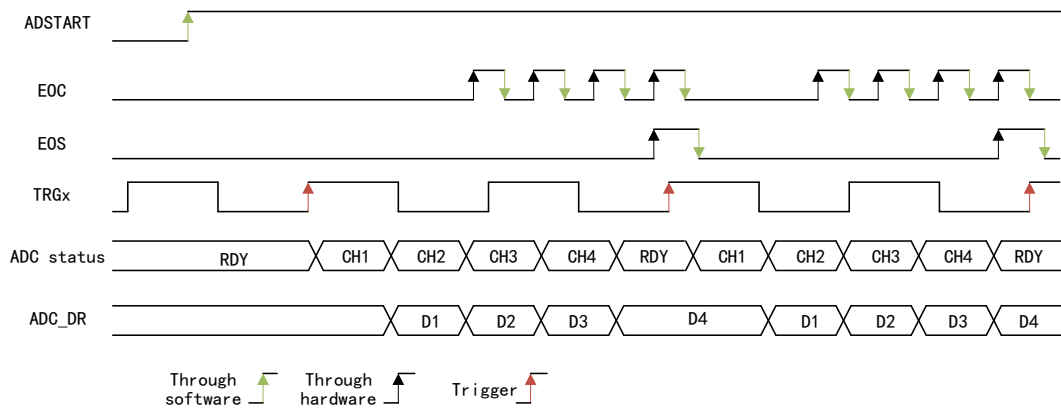 ADSTART
EOC
EOS
TRGx
ADC status RDY CH1 CH2 CH3 CH4 RDY CH1 CH2 CH3 CH4 RDY
ADC_DR D1 D2 D3 D4 D1 D2 D3 D4
Through software
Through hardware
Trigger